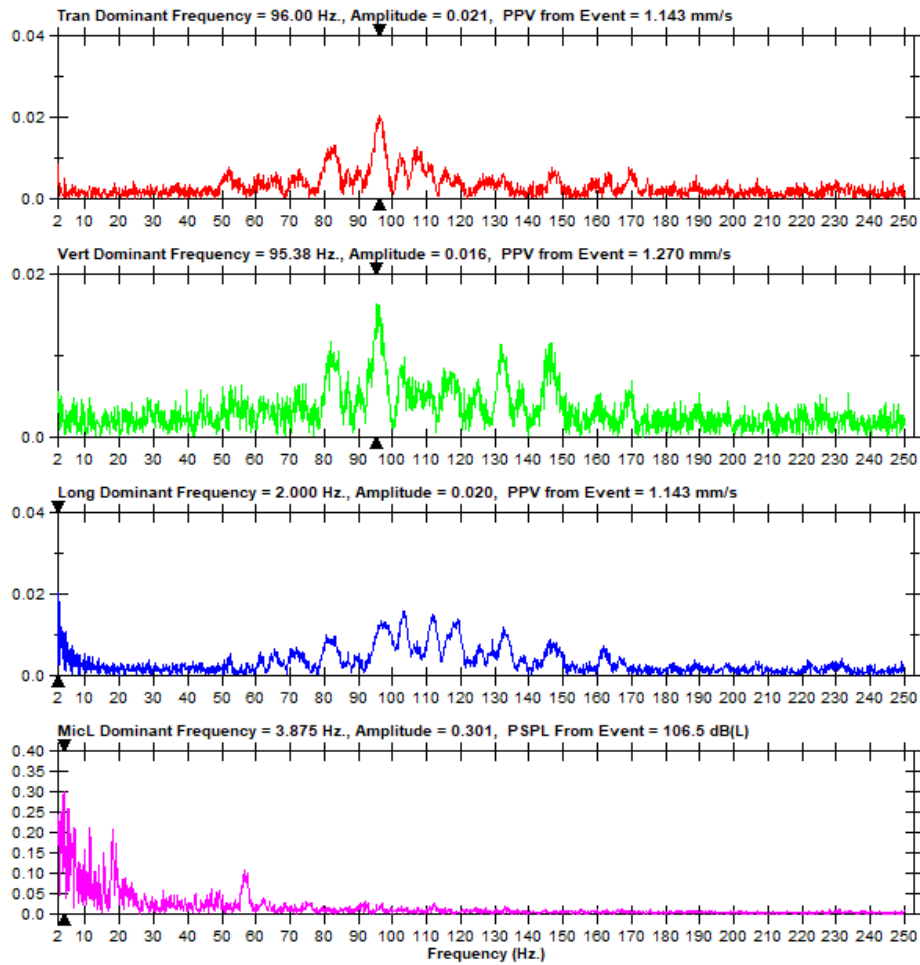 Tran Dominant Frequency = 96.00 Hz., Amplitude = 0.021, PPV from Event = 1.143 mm/s
0.04
0.02
0.0
2 10 20 30 40 50 60 70 80 90 100 110 120 130 140 150 160 170 180 190 200 210 220 230 240 250
Vert Dominant Frequency = 95.38 Hz., Amplitude = 0.016, PPV from Event = 1.270 mm/s
0.02
0.0
2 10 20 30 40 50 60 70 80 90 100 110 120 130 140 150 160 170 180 190 200 210 220 230 240 250
Long Dominant Frequency = 2.000 Hz., Amplitude = 0.020, PPV from Event = 1.143 mm/s
0.04
0.02
0.0
2 10 20 30 40 50 60 70 80 90 100 110 120 130 140 150 160 170 180 190 200 210 220 230 240 250
MicL Dominant Frequency = 3.875 Hz., Amplitude = 0.301, PSPL From Event = 106.5 dB(L)
0.40
0.35
0.30
0.25
0.20
0.15
0.10
0.05
0.0
2 10 20 30 40 50 60 70 80 90 100 110 120 130 140 150 160 170 180 190 200 210 220 230 240 250
Frequency (Hz.)